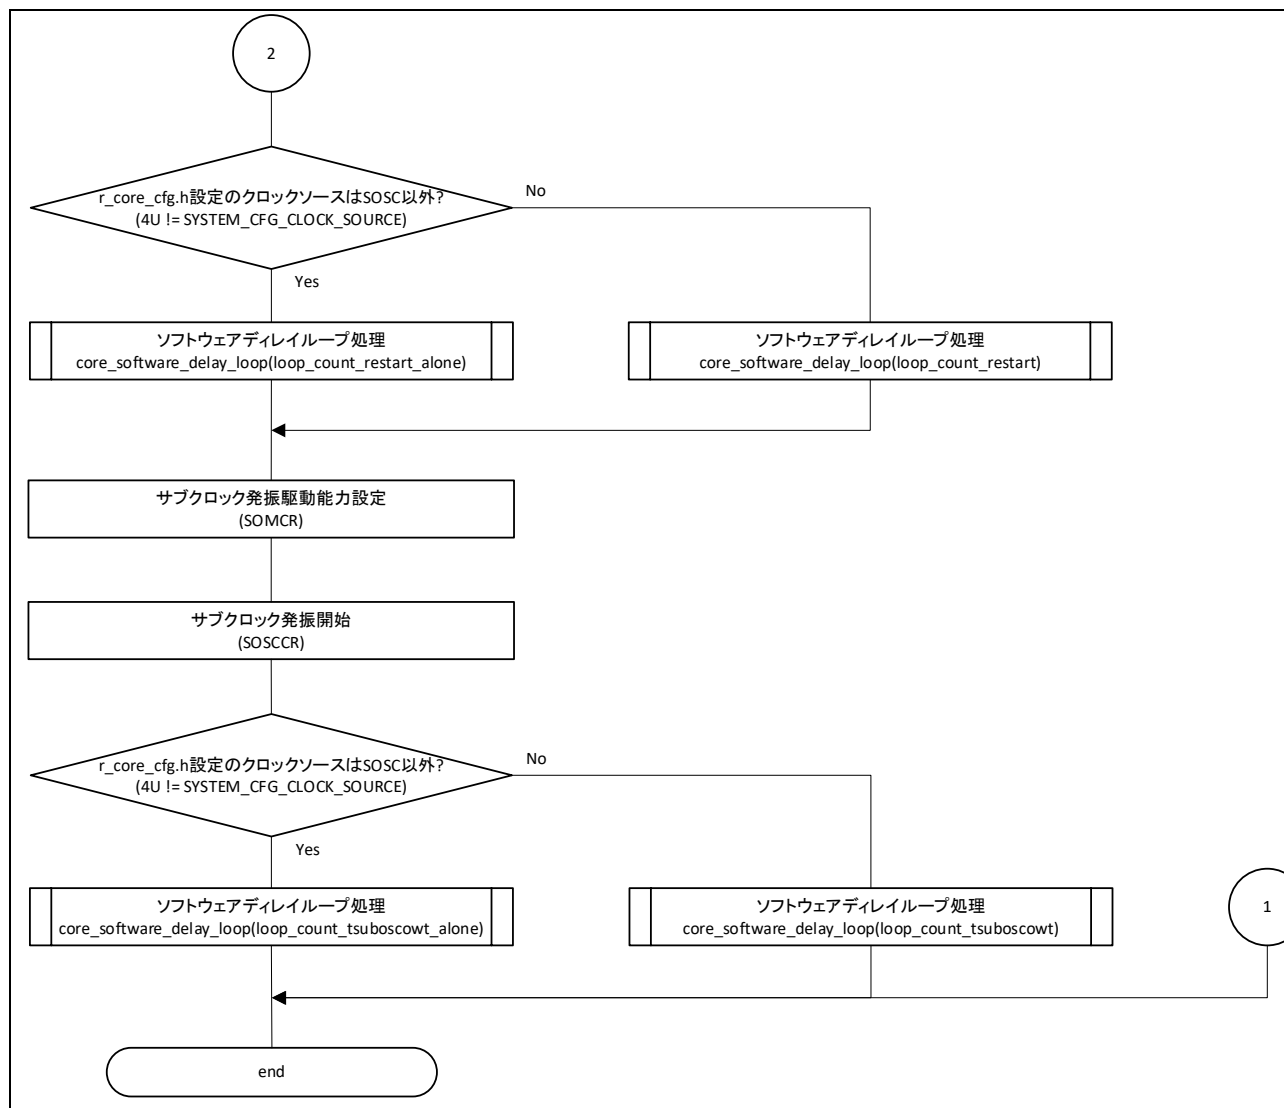 2
r_core_cfg.h設定のクロックソースはSOSC以外?
(4U != SYSTEM_CFG_CLOCK_SOURCE)
No
Yes
ソフトウェアディレイループ処理
core_software_delay_loop(loop_count_restart_alone)
ソフトウェアディレイループ処理
core_software_delay_loop(loop_count_restart)
サブクロック発振駆動能力設定
(SOMCR)
サブクロック発振開始
(SOSCCR)
r_core_cfg.h設定のクロックソースはSOSC以外?
(4U != SYSTEM_CFG_CLOCK_SOURCE)
No
Yes
ソフトウェアディレイループ処理
core_software_delay_loop(loop_count_tsuboscowt_alone)
ソフトウェアディレイループ処理
core_software_delay_loop(loop_count_tsuboscowt)
1
end